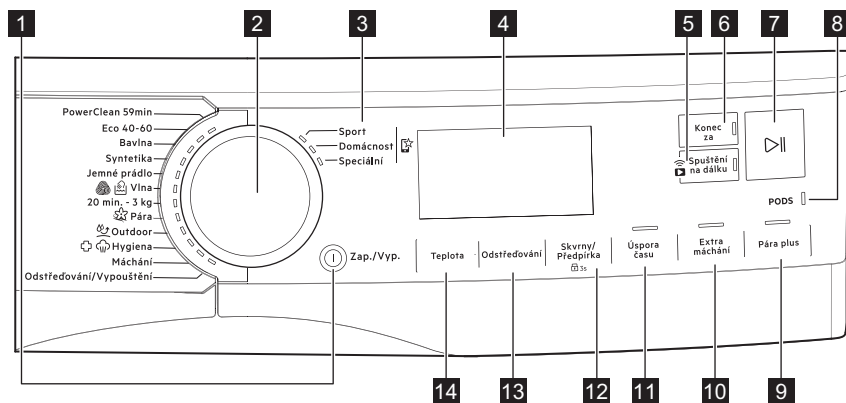 1
2
3
4
5
6
7
8
PowerClean 59min
Eco 40-60
Bavlna
Syntetika
Jemné prádlo
Vlna
20 min. - 3 kg
Pára
Outdoor
Hygiena
Máchání
Odstřeďování/Vypouštění
Sport
Domácnost
Speciální
Zap./Vyp.
Konec
za
Spuštění
na dálku
PODS
Teplota
Odstřeďování
Skvrny/
Předpírka
3s
Úspora
času
Extra
máchání
Pára plus
14
13
12
11
10
9